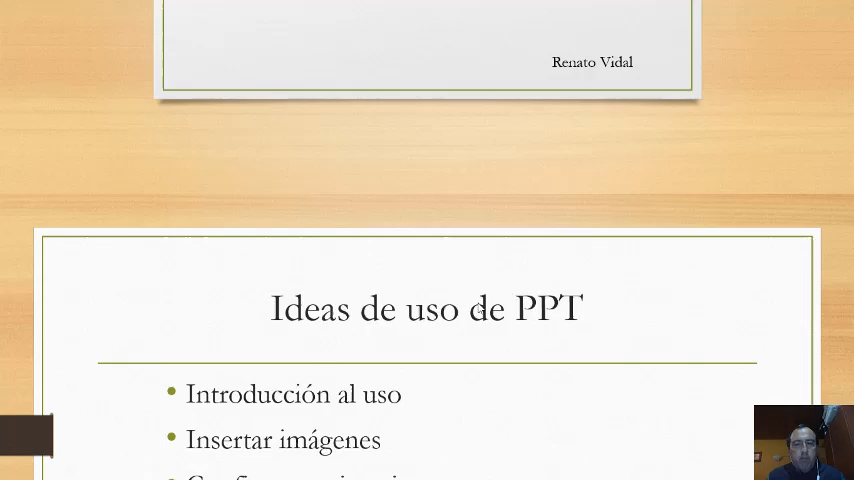 Renato Vidal
Ideas de uso de PPT
• Introducción al uso
• Insertar imágenes